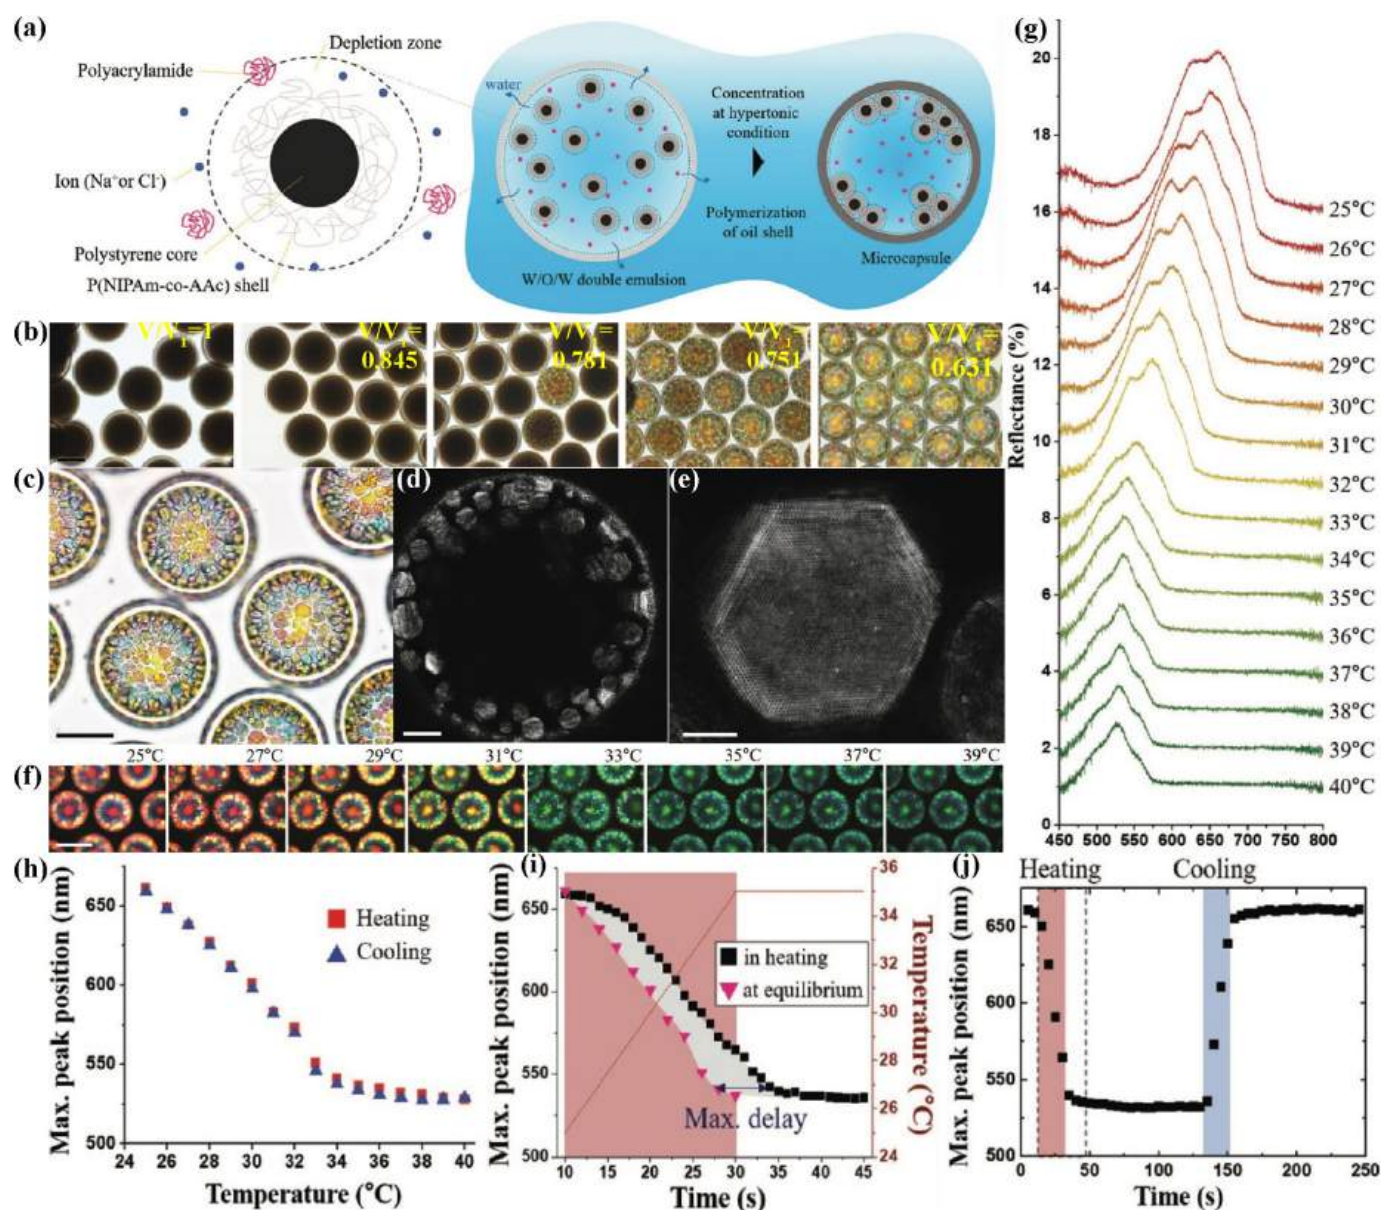 (a)
Depletion zone
Polyacrylamide
Ion (Na⁺or Cl⁻)
Polystyrene core
P(NIPAm-co-AAc) shell
water
W/O/W double emulsion
Concentration
at hypertonic
condition
Polymerization
of oil shell
Microcapsule
(b)
V/V =1
0.845
V/V =
0.781
0.751
0.631
(c)
(d)
(e)
(f)
25°C
27°C
29°C
31°C
33°C
35°C
37°C
39°C
(g)
Reflectance (%)
20
18
16
14
12
10
8
6
4
2
0
25°C
26°C
27°C
28°C
29°C
30°C
31°C
32°C
33°C
34°C
35°C
36°C
37°C
38°C
39°C
40°C
450 500 550 600 650 700 750 800
(h)
Max. peak position (nm)
650
600
550
500
Heating
Cooling
24 26 28 30 32 34 36 38 40
Temperature (°C)
(i)
Max. peak position (nm)
650
600
550
500
in heating
at equilibrium
Max. delay
36
35
34
33
32
31
30
29
28
27
26
25
24
Temperature (°C)
10 15 20 25 30 35 40 45
Time (s)
(j)
Heating
Cooling
Max. peak position (nm)
650
600
550
500
0 50 100 150 200 250
Time (s)